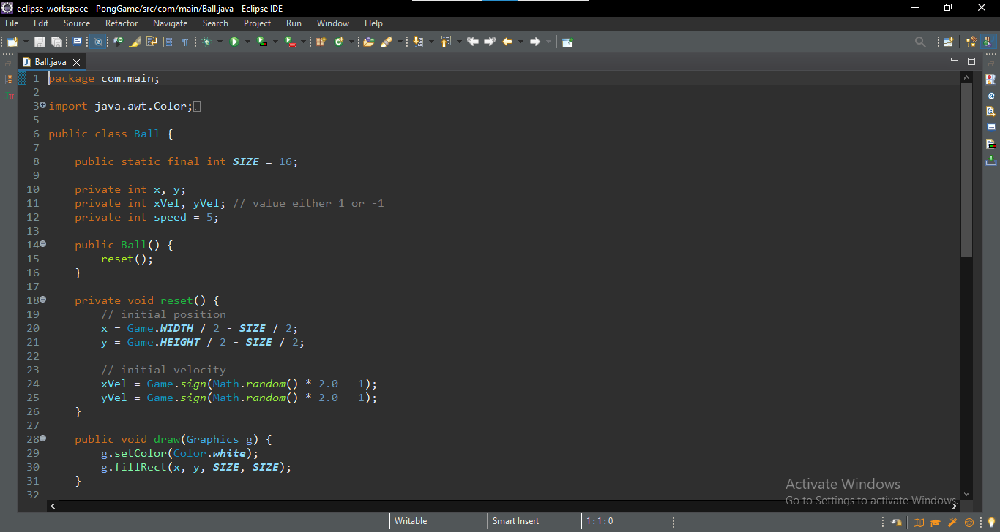 eclipse-workspace - PongGame/src/com/main/Ball.java - Eclipse IDE
File Edit Source Refactor Navigate Search Project Run Window Help
Ball.java
1 package com.main;
2
3 import java.awt.Color;
5
6 public class Ball {
7
8 public static final int SIZE = 16;
9
10 private int x, y;
11 private int xVel, yVel; // value either 1 or -1
12 private int speed = 5;
13
14 public Ball() {
15 reset();
16 }
17
18 private void reset() {
19 // initial position
20 x = Game.WIDTH / 2 - SIZE / 2;
21 y = Game.HEIGHT / 2 - SIZE / 2;
22
23 // initial velocity
24 xVel = Game.sign(Math.random() * 2.0 - 1);
25 yVel = Game.sign(Math.random() * 2.0 - 1);
26 }
27
28 public void draw(Graphics g) {
29 g.setColor(Color.white);
30 g.fillRect(x, y, SIZE, SIZE);
31 }
32
Activate Windows
Go to Settings to activate Windows.
Writable Smart Insert 1:1:0